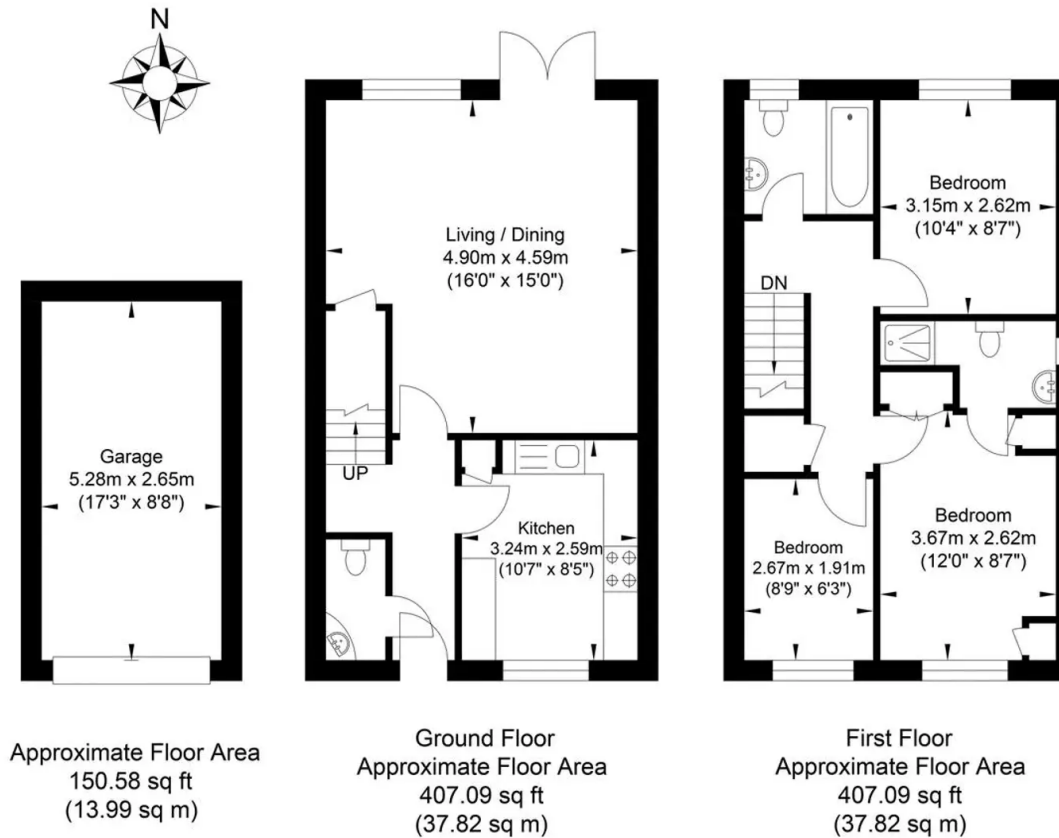 N
Garage
5.28m x 2.65m
(17'3" x 8'8")
Approximate Floor Area
150.58 sq ft
(13.99 sq m)
Living / Dining
4.90m x 4.59m
(16'0" x 15'0")
UP
Kitchen
3.24m x 2.59m
(10'7" x 8'5")
Ground Floor
Approximate Floor Area
407.09 sq ft
(37.82 sq m)
Bedroom
3.15m x 2.62m
(10'4" x 8'7")
DN
Bedroom
2.67m x 1.91m
(8'9" x 6'3")
Bedroom
3.67m x 2.62m
(12'0" x 8'7")
First Floor
Approximate Floor Area
407.09 sq ft
(37.82 sq m)